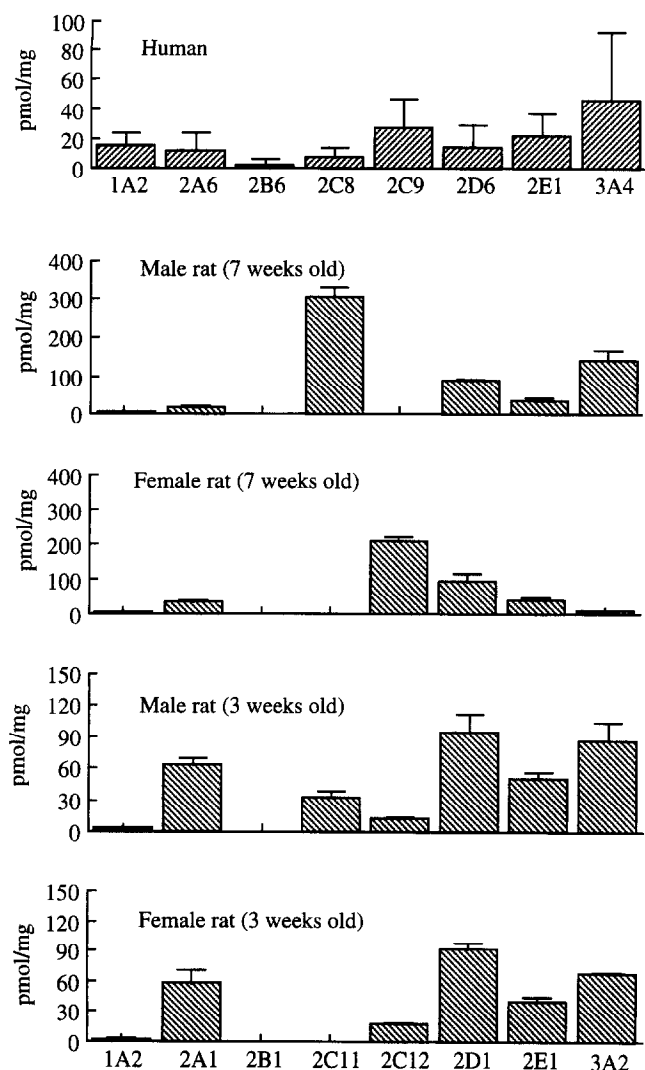 100
80
60
40
20
0
pmol/mg
Human
1A2 2A6 2B6 2C8 2C9 2D6 2E1 3A4
400
300
200
100
0
pmol/mg
Male rat (7 weeks old)
400
300
200
100
0
pmol/mg
Female rat (7 weeks old)
150
120
90
60
30
0
pmol/mg
Male rat (3 weeks old)
150
120
90
60
30
0
pmol/mg
Female rat (3 weeks old)
1A2 2A1 2B1 2C11 2C12 2D1 2E1 3A2